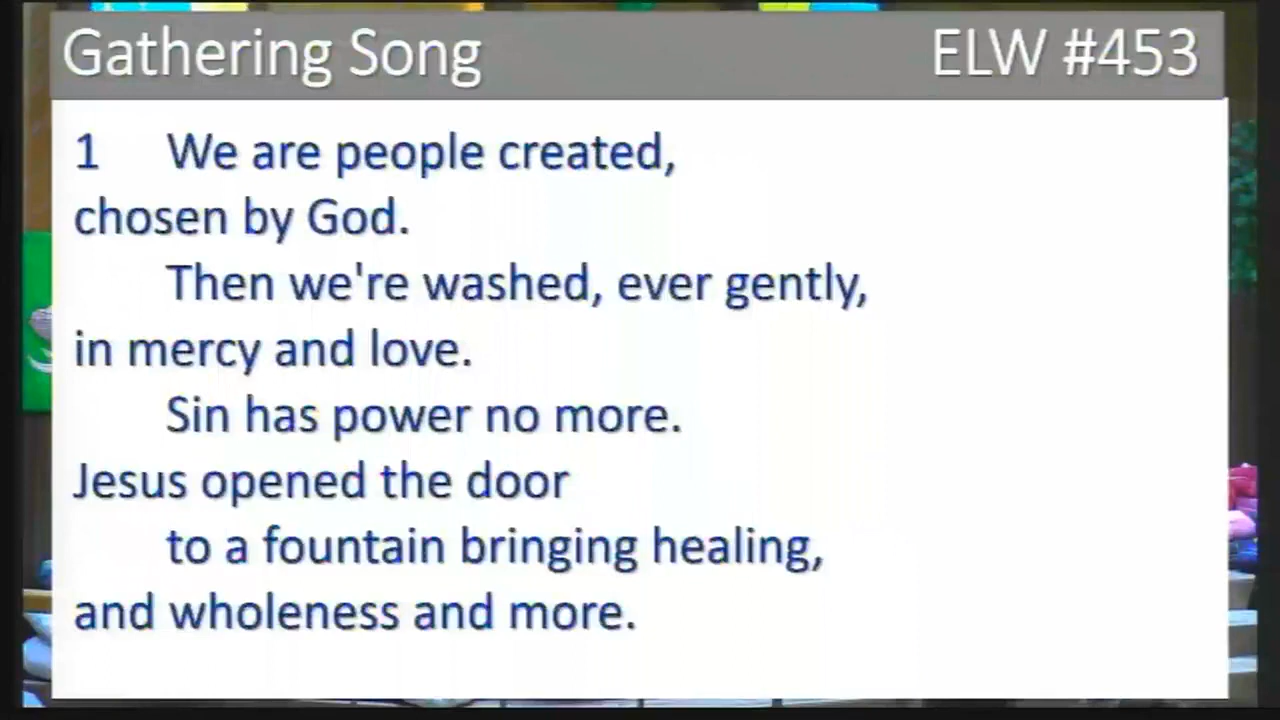 Gathering Song ELW #453
1 We are people created,
chosen by God.
Then we're washed, ever gently,
in mercy and love.
Sin has power no more.
Jesus opened the door
to a fountain bringing healing,
and wholeness and more.